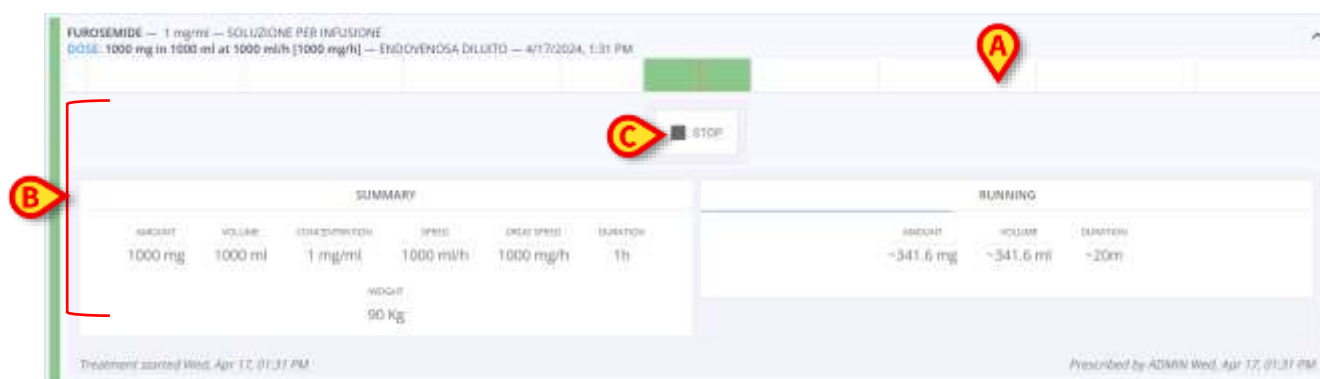 FUROSEMIDE — 1 mg/ml — SOLUZIONE PER INFUSIONE
DOSE: 1000 mg in 1000 ml at 1000 ml/h [1000 mg/h] — ENDOVENOSA DILUITO — 4/17/2024, 1:31 PM
A
C
STOP
B
SUMMARY
AMOUNT VOLUME CONCENTRATION SPEED DRUG SPEED DURATION
1000 mg 1000 ml 1 mg/ml 1000 ml/h 1000 mg/h 1h
WEIGHT
90 Kg
RUNNING
AMOUNT VOLUME DURATION
~341.6 mg ~341.6 ml ~20m
Treatment started Wed, Apr 17, 01:31 PM
Prescribed by ADMIN Wed, Apr 17, 01:31 PM